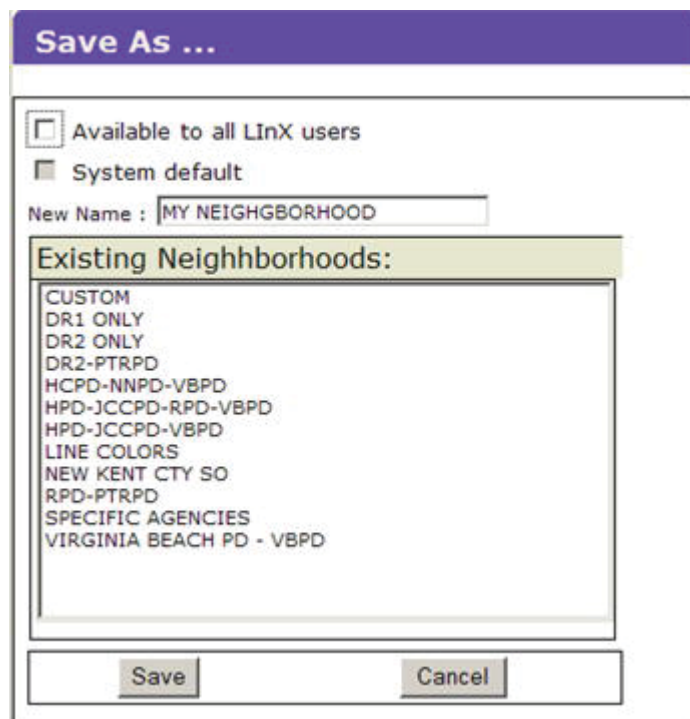 Save As ...
Available to all LInX users
System default
New Name : MY NEIGHGBORHOOD
Existing Neighhborhoods:
CUSTOM
DR1 ONLY
DR2 ONLY
DR2-PTRPD
HCPD-NNPD-VBPD
HPD-JCCPD-RPD-VBPD
HPD-JCCPD-VBPD
LINE COLORS
NEW KENT CTY SO
RPD-PTRPD
SPECIFIC AGENCIES
VIRGINIA BEACH PD - VBPD
Save Cancel